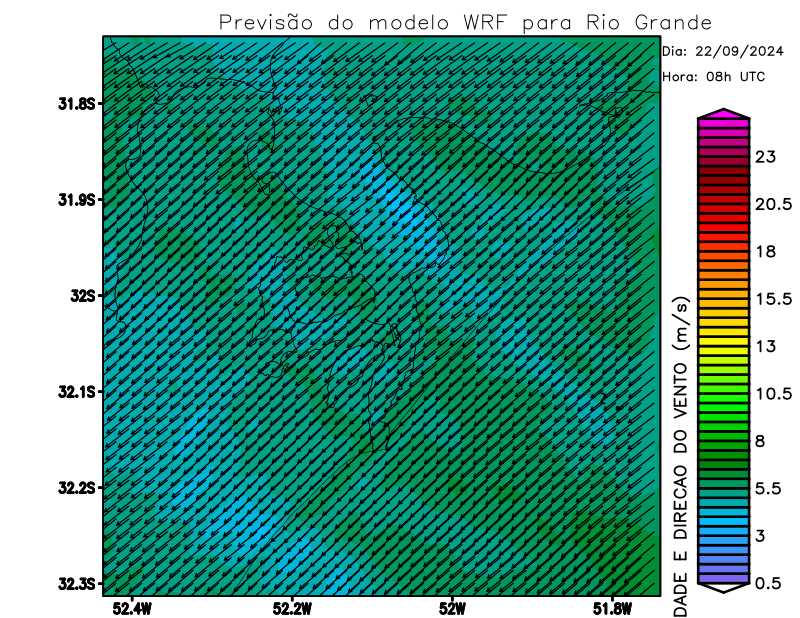 Previsão do modelo WRF para Rio Grande
Dia: 22/09/2024
Hora: 08h UTC
31.8S
31.9S
32S
32.1S
32.2S
32.3S
52.4W
52.2W
52W
51.8W
23
20.5
18
15.5
13
10.5
8
5.5
3
0.5
DADE E DIRECAO DO VENTO (m/s)